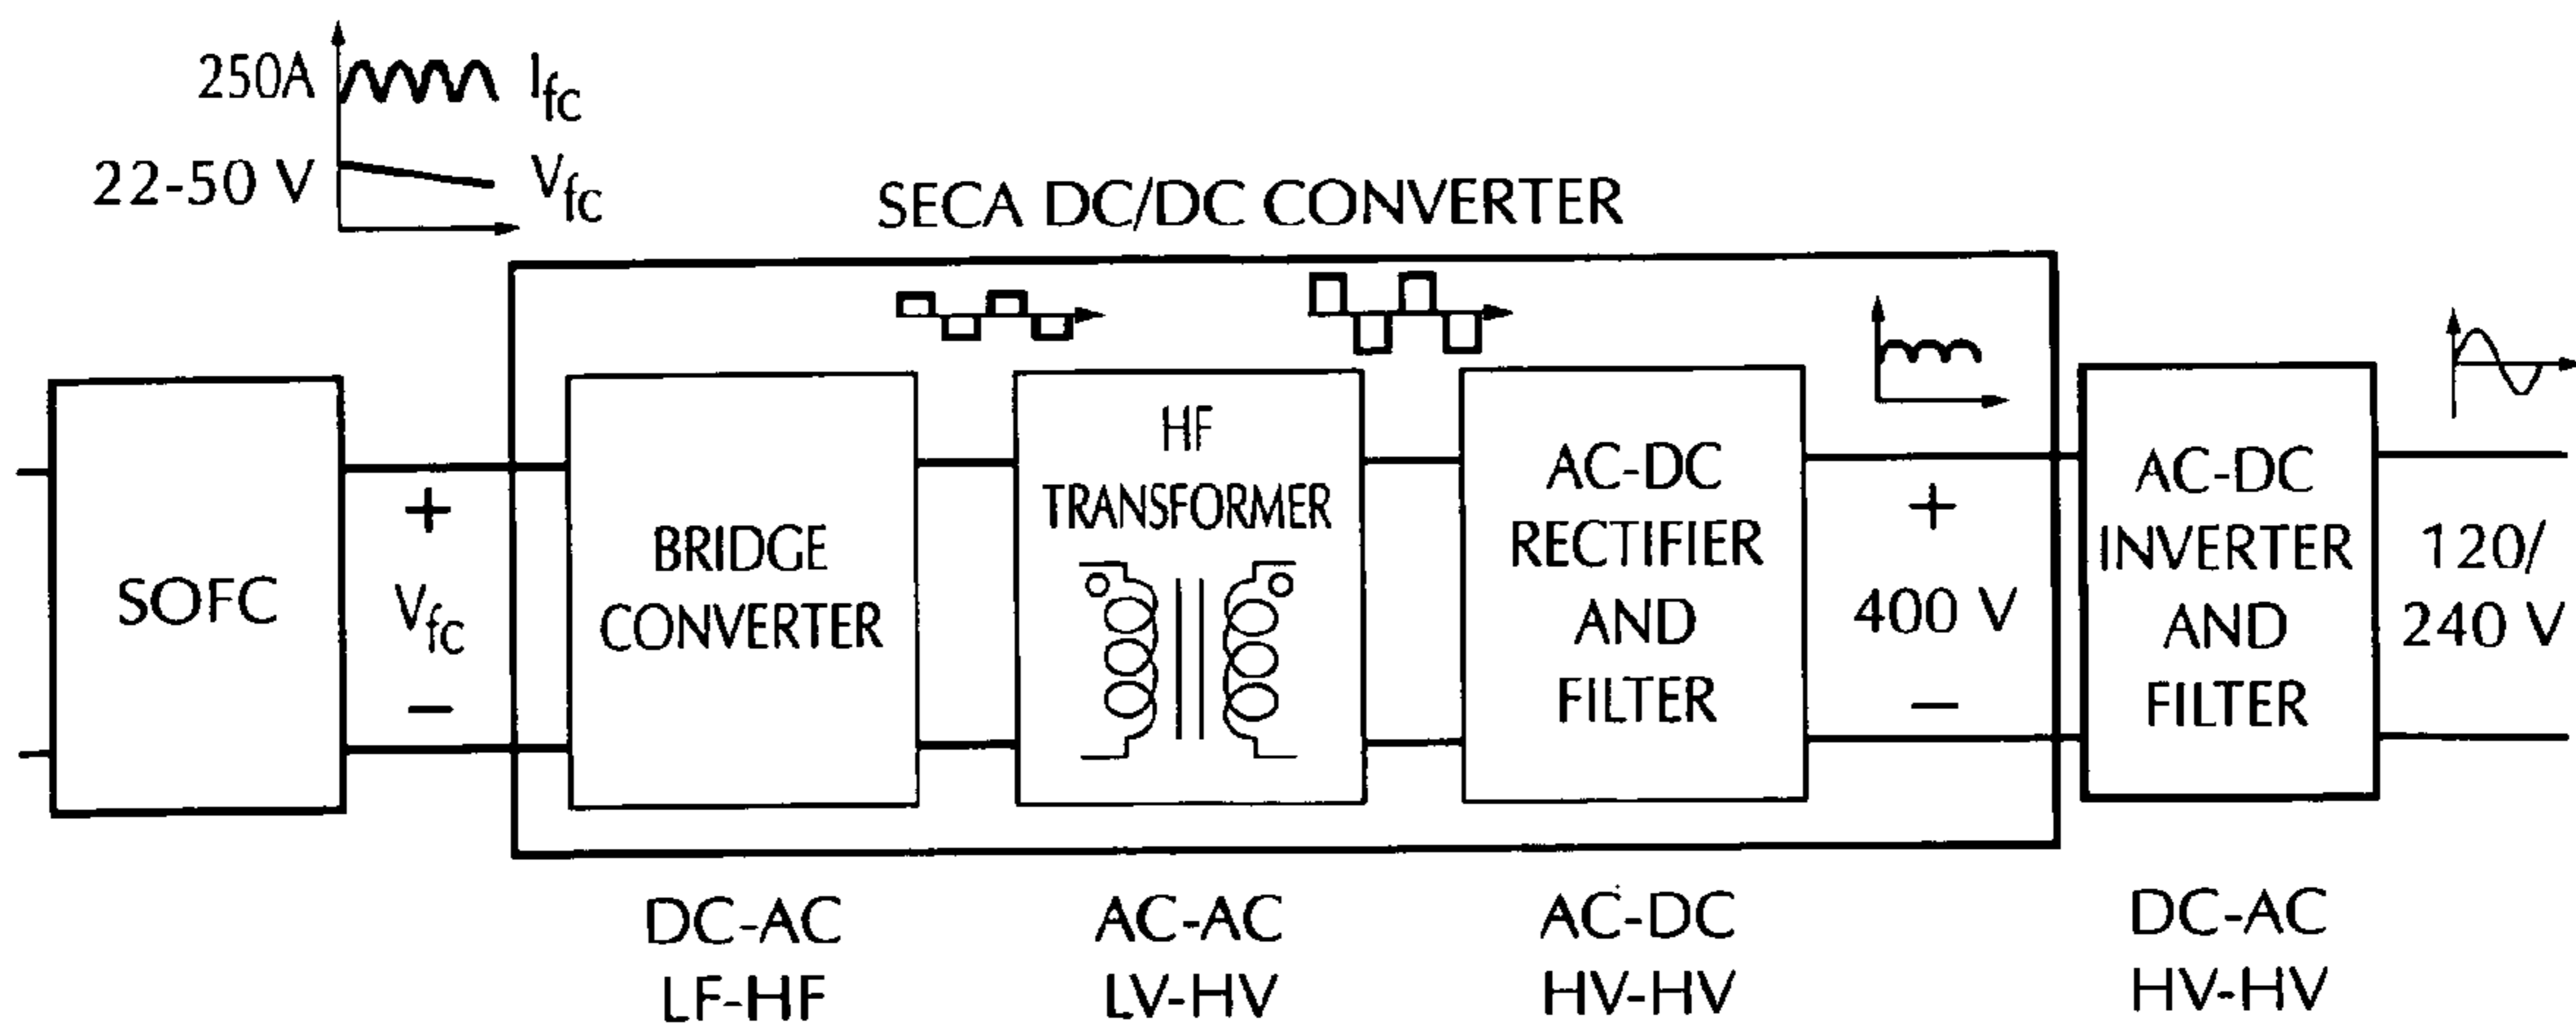 250A
I_fc
22-50 V
V_fc
SECA DC/DC CONVERTER
SOFC
+
V_fc
−
BRIDGE
CONVERTER
HF
TRANSFORMER
AC-DC
RECTIFIER
AND
FILTER
+
400 V
−
AC-DC
INVERTER
AND
FILTER
120/
240 V
DC-AC
LF-HF
AC-AC
LV-HV
AC-DC
HV-HV
DC-AC
HV-HV